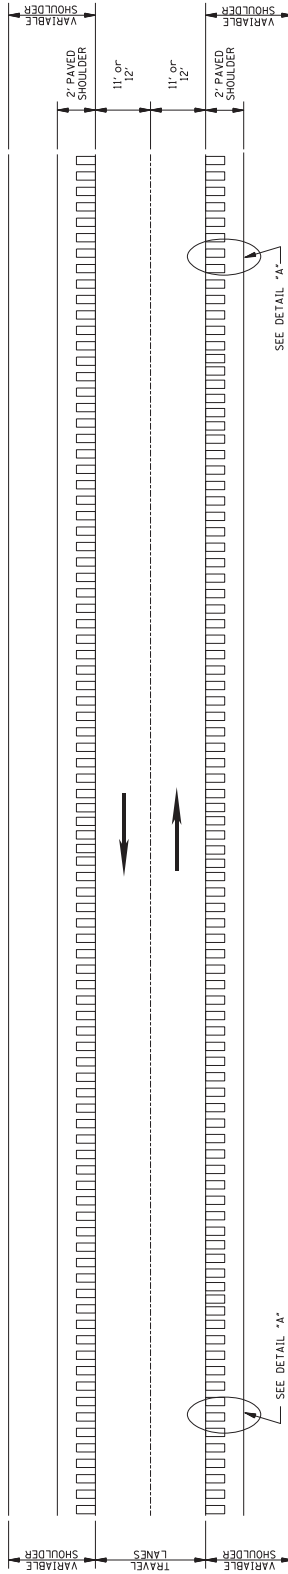 VARIABLE
SHOULDER
2' PAVED
SHOULDER
11' or
12'
11' or
12'
2' PAVED
SHOULDER
VARIABLE
SHOULDER
SEE DETAIL "A"
SEE DETAIL "A"
VARIABLE
SHOULDER
TRAVEL
LANES
VARIABLE
SHOULDER